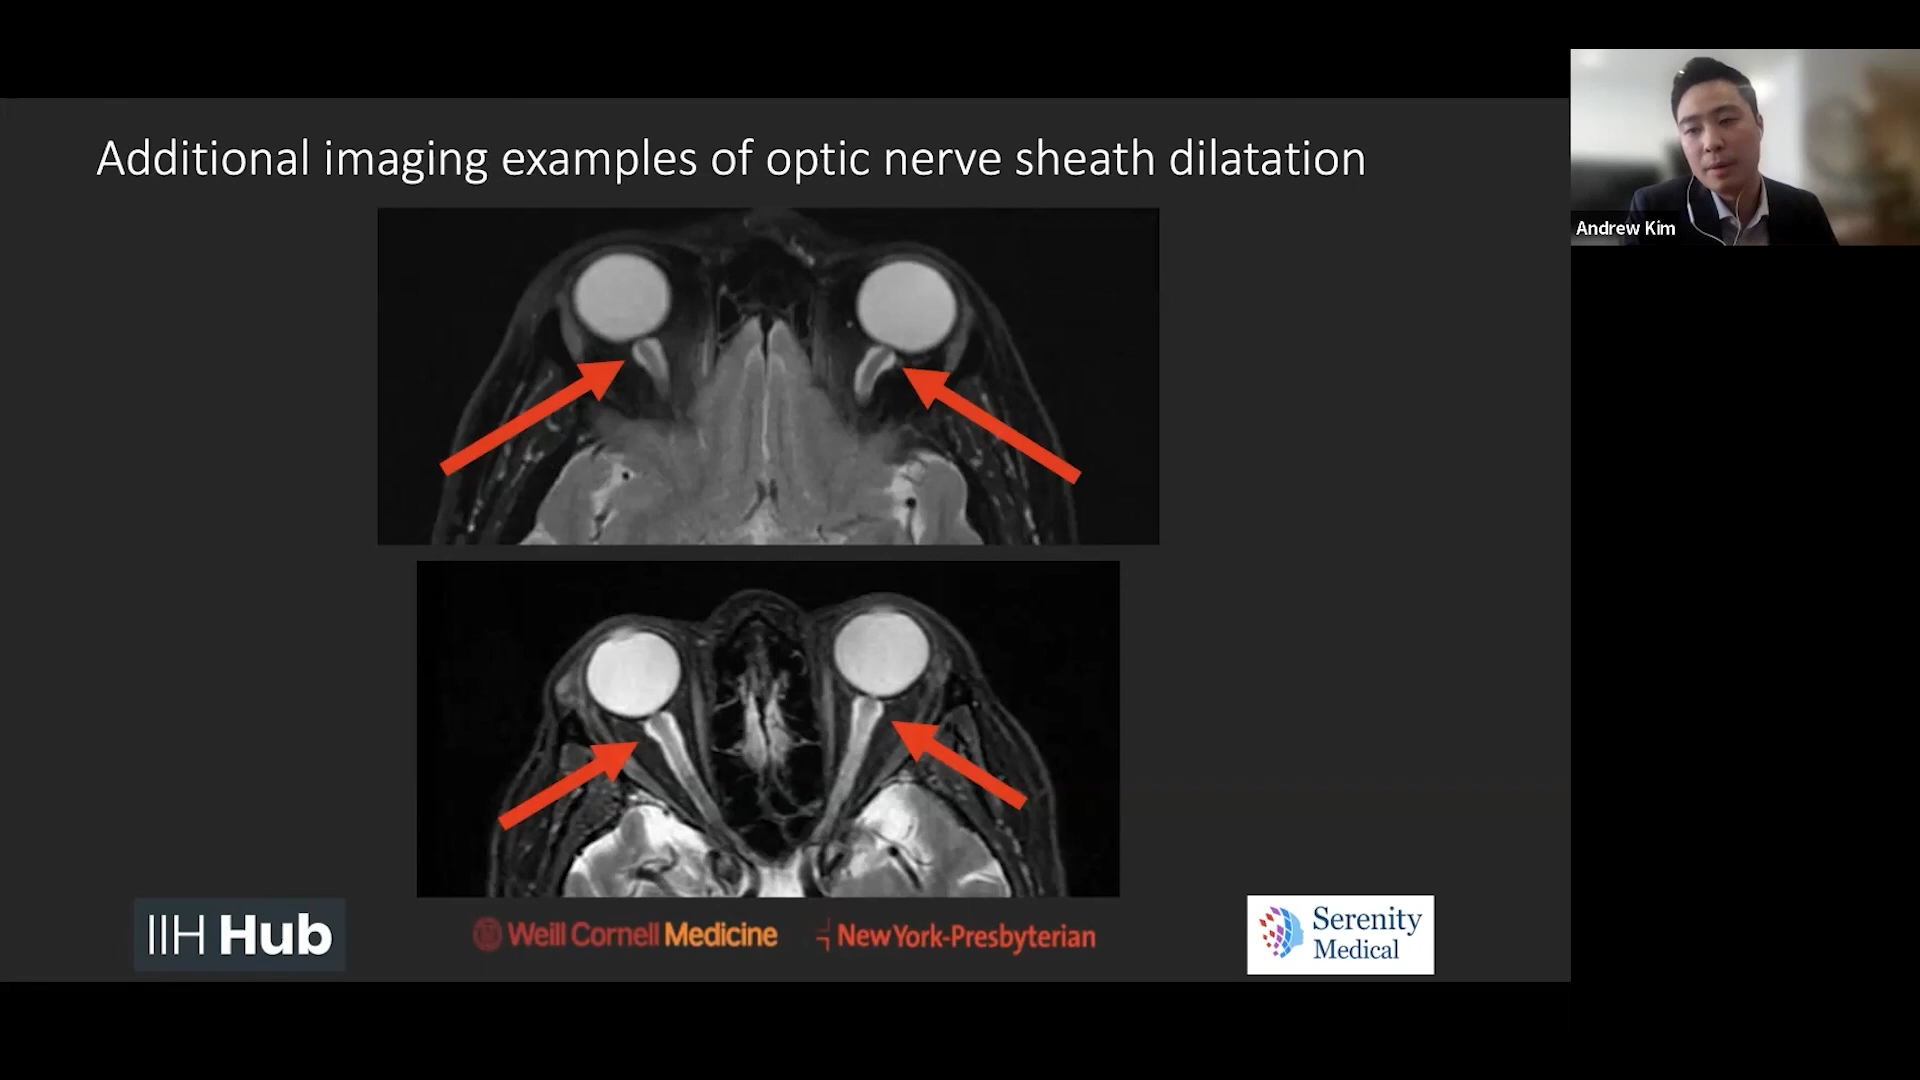 Additional imaging examples of optic nerve sheath dilatation
Andrew Kim
IIH Hub
Weill Cornell Medicine
NewYork-Presbyterian
Serenity
Medical